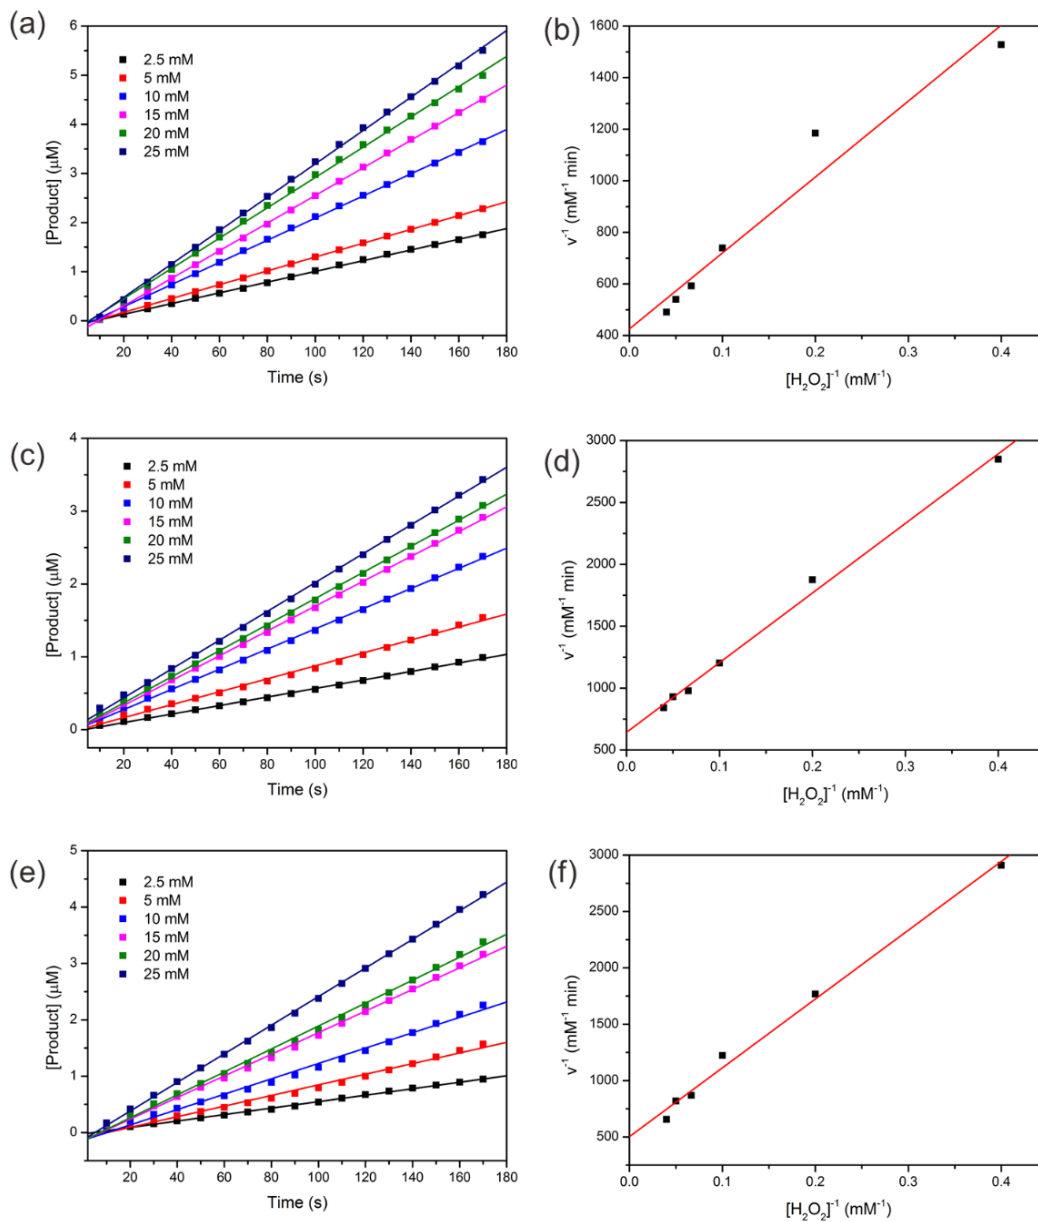 (a)
6
5
4
3
2
1
0
2.5 mM
5 mM
10 mM
15 mM
20 mM
25 mM
[Product] (μM)
20 40 60 80 100 120 140 160 180
Time (s)
(b)
1600
1400
1200
1000
800
600
400
v⁻¹ (mM⁻¹ min)
0.0 0.1 0.2 0.3 0.4
[H₂O₂]⁻¹ (mM⁻¹)
(c)
4
3
2
1
0
2.5 mM
5 mM
10 mM
15 mM
20 mM
25 mM
[Product] (μM)
20 40 60 80 100 120 140 160 180
Time (s)
(d)
3000
2500
2000
1500
1000
500
v⁻¹ (mM⁻¹ min)
0.0 0.1 0.2 0.3 0.4
[H₂O₂]⁻¹ (mM⁻¹)
(e)
5
4
3
2
1
0
2.5 mM
5 mM
10 mM
15 mM
20 mM
25 mM
[Product] (μM)
20 40 60 80 100 120 140 160 180
Time (s)
(f)
3000
2500
2000
1500
1000
500
v⁻¹ (mM⁻¹ min)
0.0 0.1 0.2 0.3 0.4
[H₂O₂]⁻¹ (mM⁻¹)